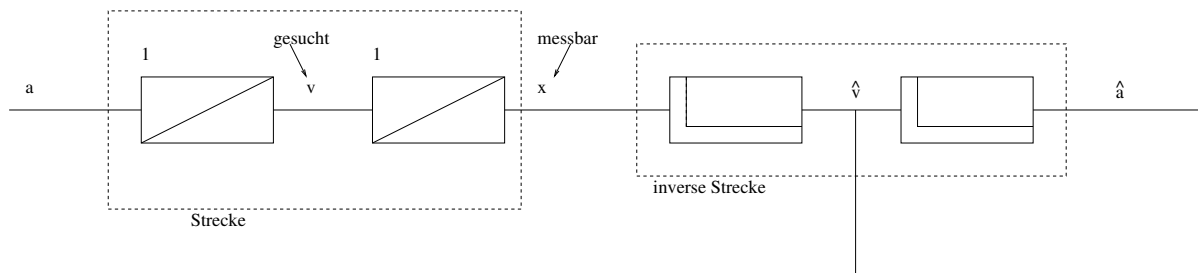 gesucht
messbar
1
1
a
v
x
v̂
â
inverse Strecke
Strecke